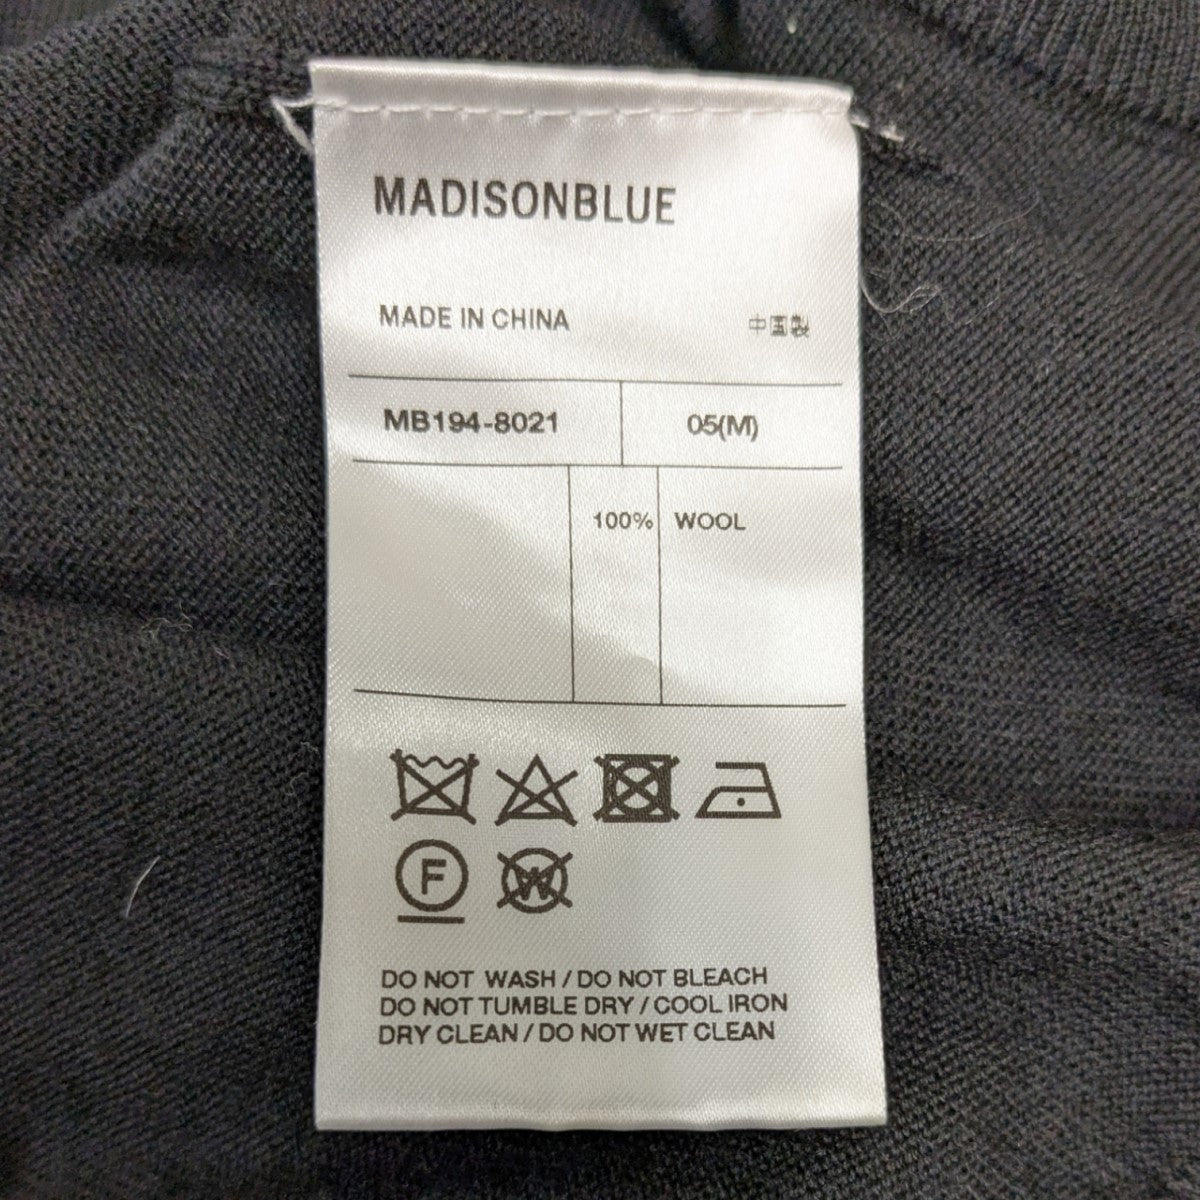 MADISONBLUE
MADE IN CHINA 中国製
MB194-8021 05(M)
100% WOOL
F W
DO NOT WASH / DO NOT BLEACH
DO NOT TUMBLE DRY / COOL IRON
DRY CLEAN / DO NOT WET CLEAN